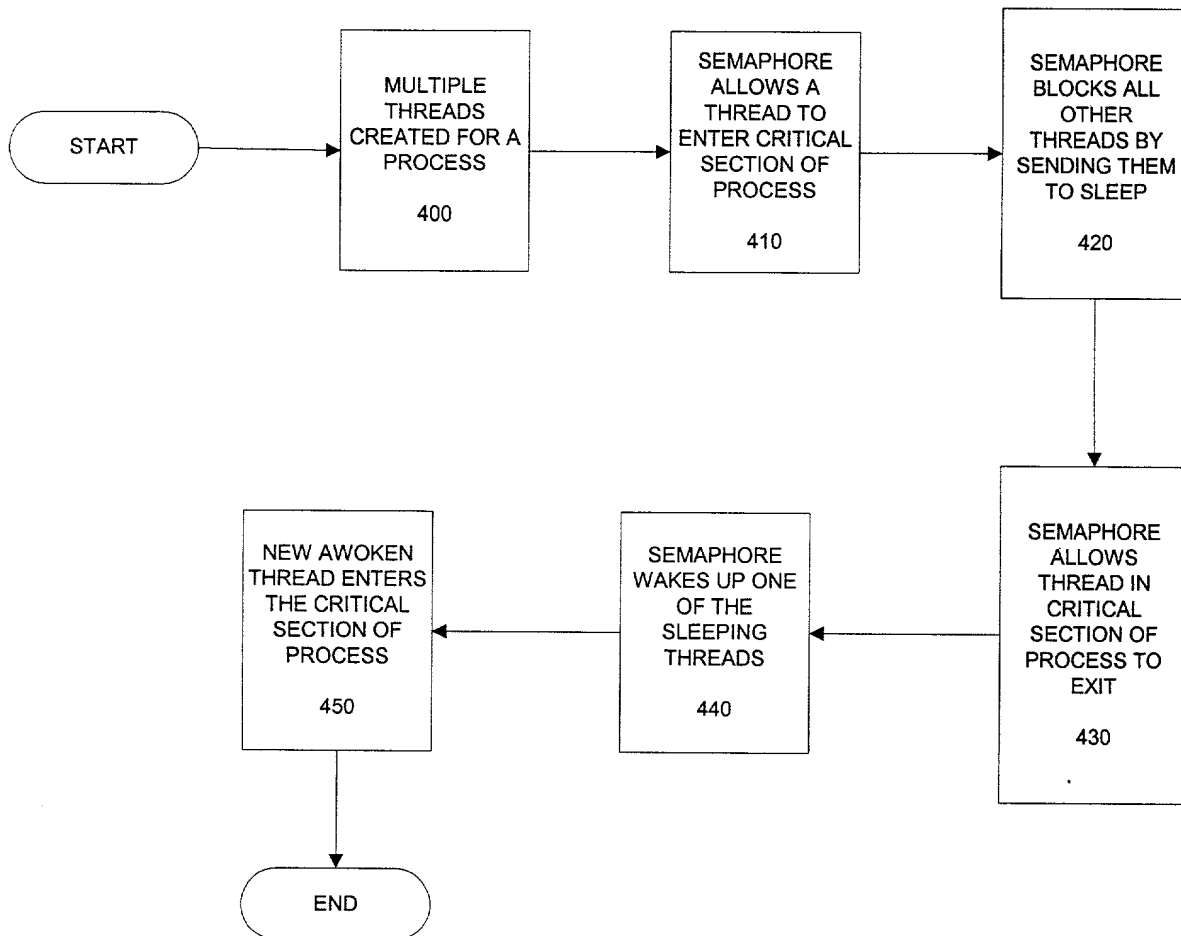 START
MULTIPLE
THREADS
CREATED FOR A
PROCESS
400
SEMAPHORE
ALLOWS A
THREAD TO
ENTER CRITICAL
SECTION OF
PROCESS
410
SEMAPHORE
BLOCKS ALL
OTHER
THREADS BY
SENDING THEM
TO SLEEP
420
SEMAPHORE
ALLOWS
THREAD IN
CRITICAL
SECTION OF
PROCESS TO
EXIT
430
SEMAPHORE
WAKES UP ONE
OF THE
SLEEPING
THREADS
440
NEW AWOKEN
THREAD ENTERS
THE CRITICAL
SECTION OF
PROCESS
450
END